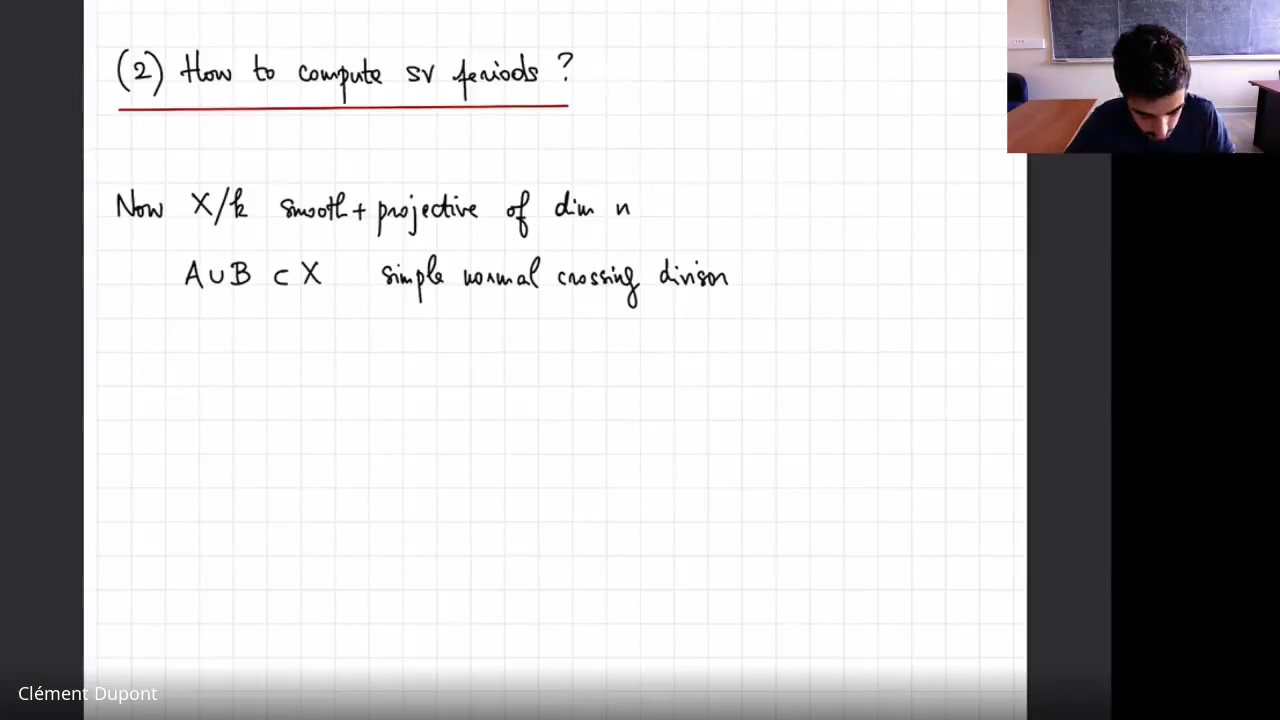 (2) How to compute sv periods ?
Now X/k smooth + projective of dim n
A ∪ B ⊂ X simple normal crossing divisor
Clément Dupont